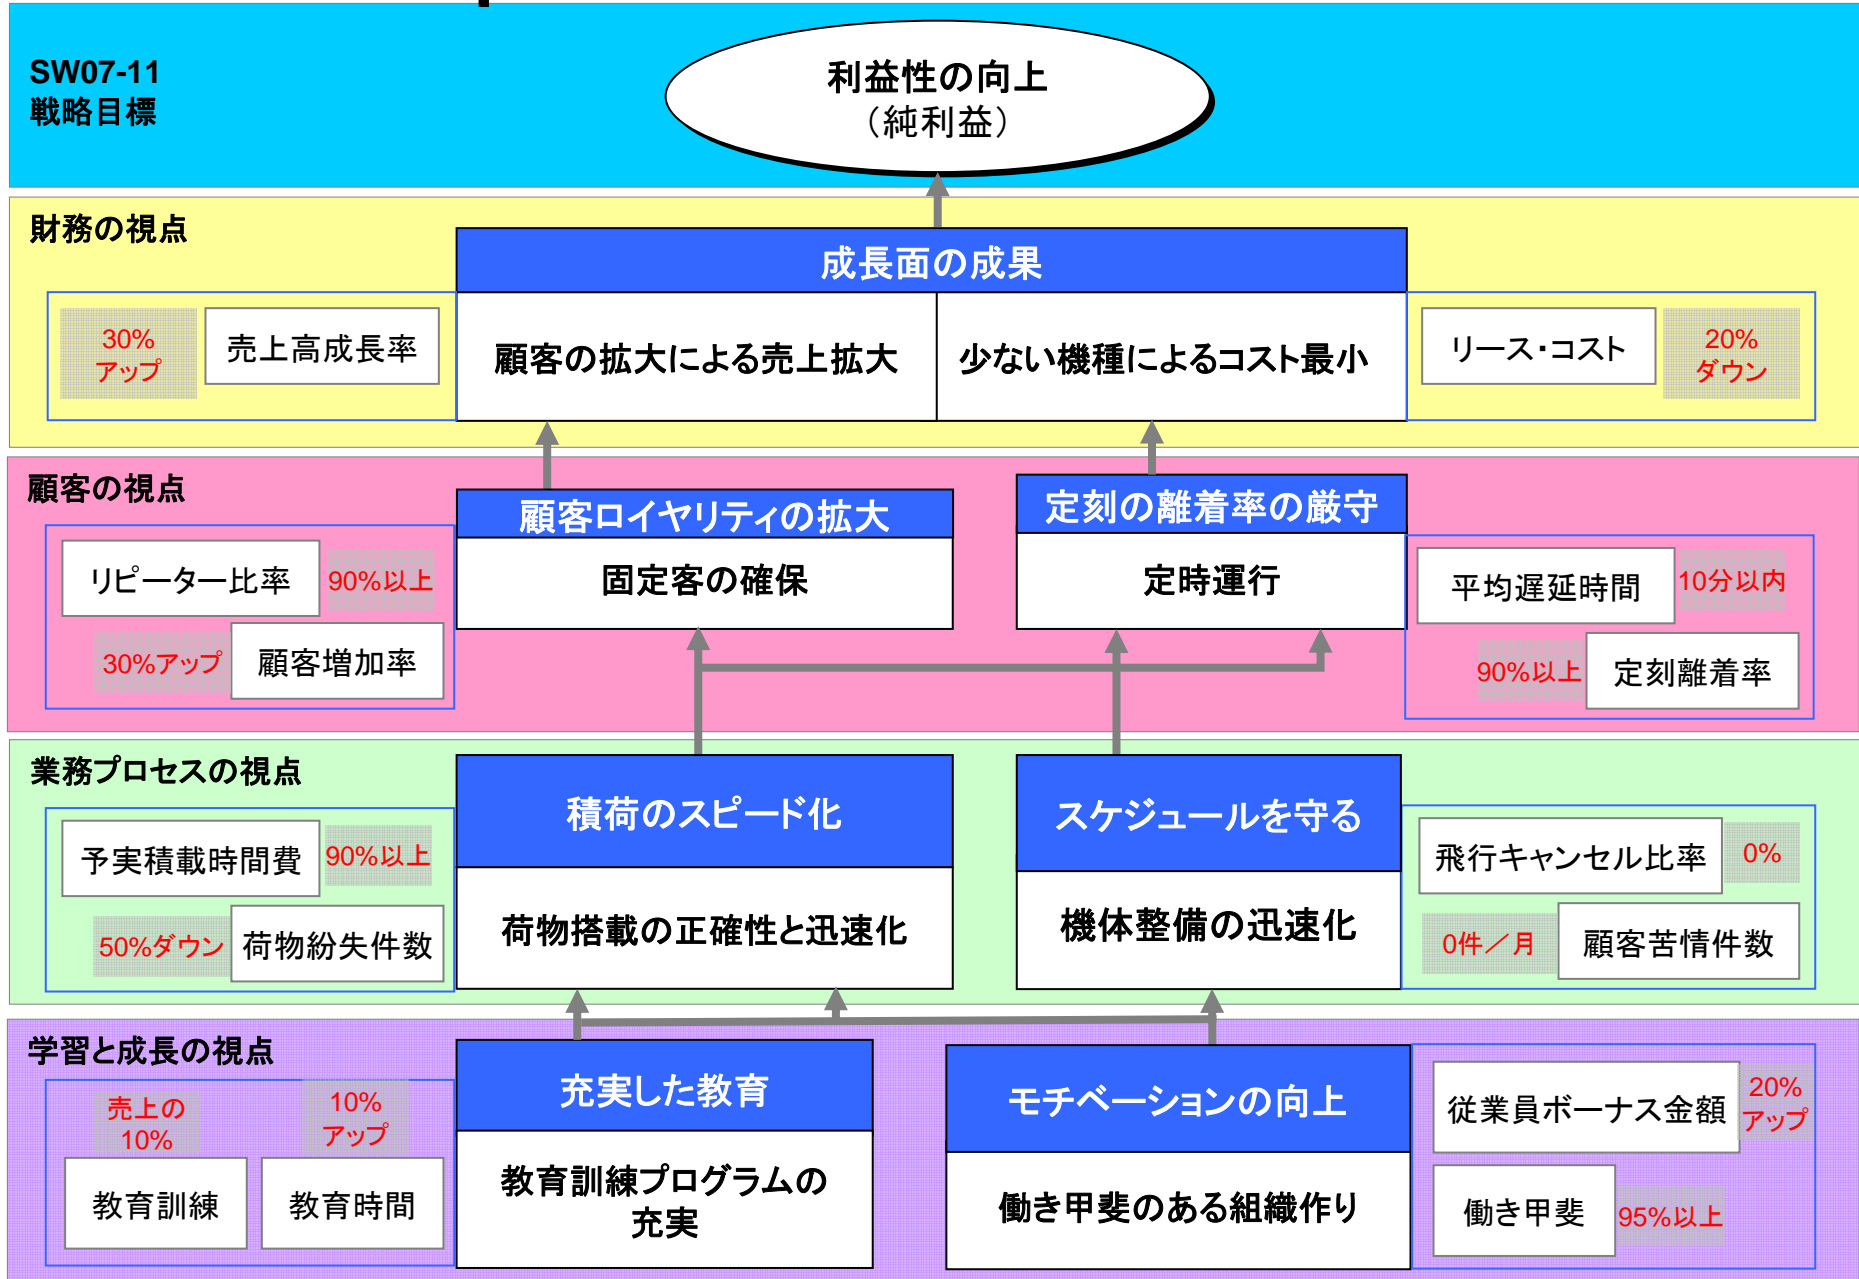 SW07-11
戦略目標
利益性の向上
（純利益）
財務の視点
成長面の成果
30%
アップ
売上高成長率
顧客の拡大による売上拡大
少ない機種によるコスト最小
リース・コスト
20%
ダウン
顧客の視点
顧客ロイヤリティの拡大
定刻の離着率の厳守
リピーター比率
90%以上
固定客の確保
定時運行
平均遅延時間
10分以内
30%アップ
顧客増加率
90%以上
定刻離着率
業務プロセスの視点
積荷のスピード化
スケジュールを守る
予実積載時間費
90%以上
飛行キャンセル比率
0%
50%ダウン
荷物紛失件数
荷物搭載の正確性と迅速化
機体整備の迅速化
0件／月
顧客苦情件数
学習と成長の視点
充実した教育
モチベーションの向上
売上の
10%
10%
アップ
従業員ボーナス金額
20%
アップ
教育訓練
教育時間
教育訓練プログラムの
充実
働き甲斐のある組織作り
働き甲斐
95%以上